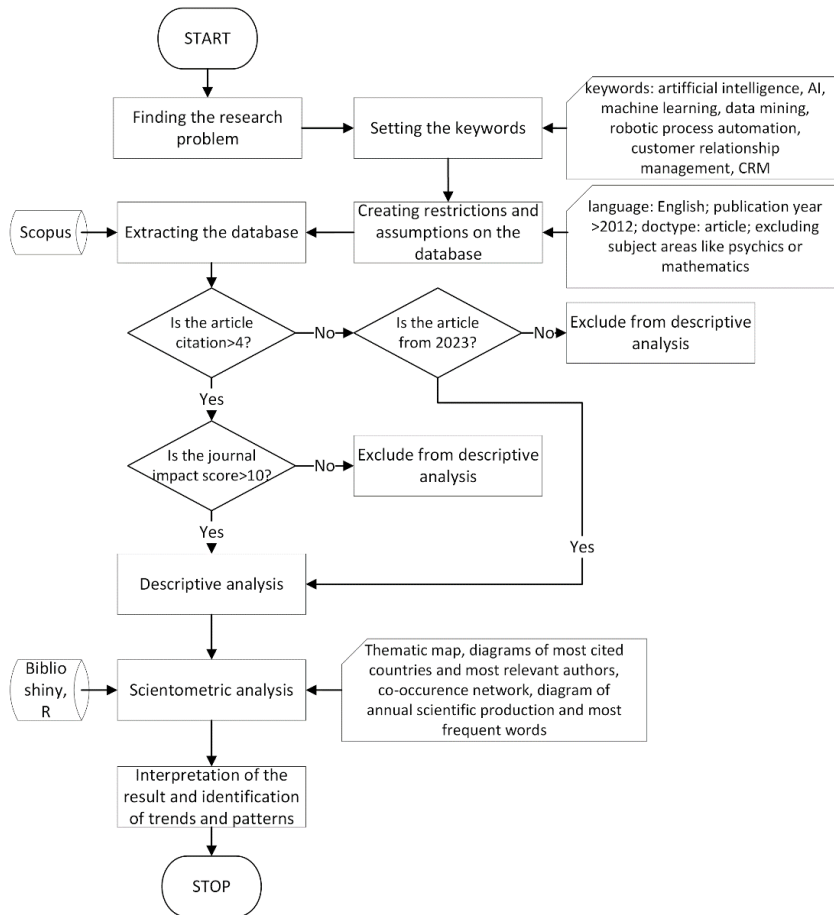 START
Finding the research
problem
Setting the keywords
keywords: artifficial intelligence, AI,
machine learning, data mining,
robotic process automation,
customer relationship
management, CRM
Scopus
Extracting the database
Creating restrictions and
assumptions on the
database
language: English; publication year
>2012; doctype: article; excluding
subject areas like psychics or
mathematics
Is the article
citation>4?
No
Is the article
from 2023?
No
Exclude from descriptive
analysis
Yes
Is the journal
impact score>10?
No
Exclude from descriptive
analysis
Yes
Yes
Descriptive analysis
Biblio
shiny,
R
Scientometric analysis
Thematic map, diagrams of most cited
countries and most relevant authors,
co-occurence network, diagram of
annual scientific production and most
frequent words
Interpretation of the
result and identification
of trends and patterns
STOP